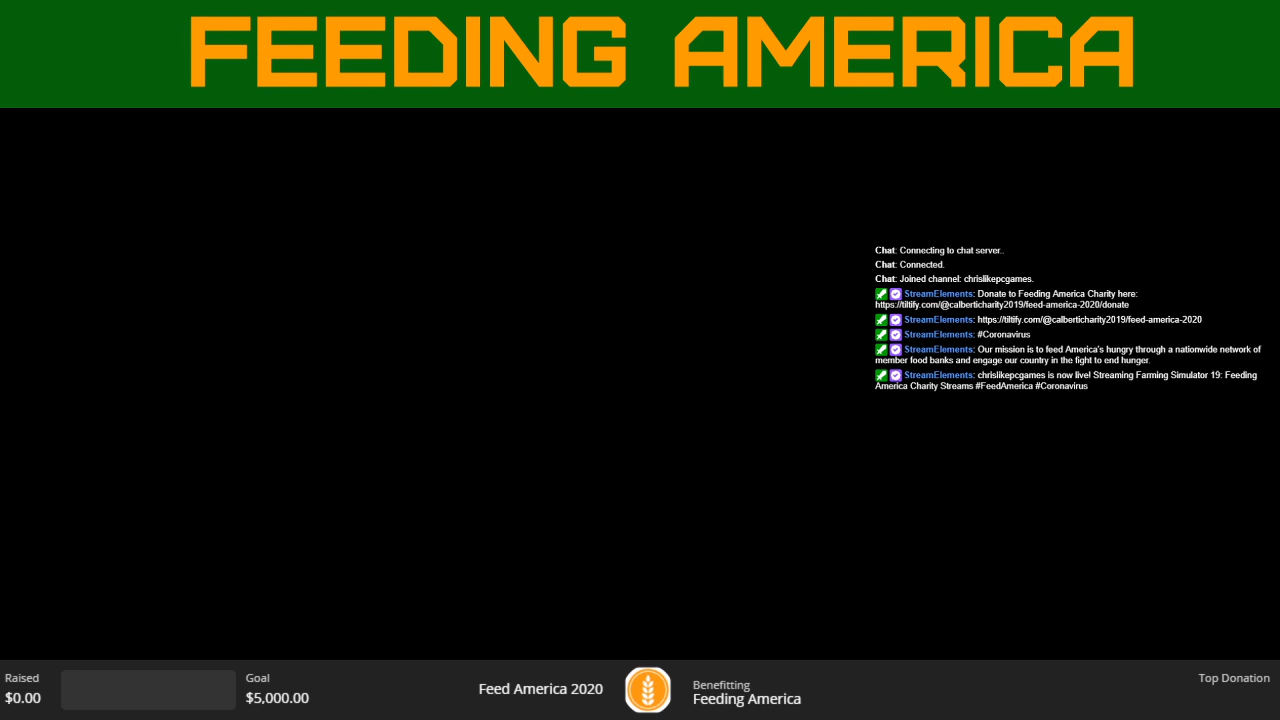 FEEDING AMERICA
Chat: Connecting to chat server..
Chat: Connected.
Chat: Joined channel: chrislikepcgames.
StreamElements: Donate to Feeding America Charity here:
https://tiltify.com/@calberticharity2019/feed-america-2020/donate
StreamElements: https://tiltify.com/@calberticharity2019/feed-america-2020
StreamElements: #Coronavirus
StreamElements: Our mission is to feed America's hungry through a nationwide network of
member food banks and engage our country in the fight to end hunger.
StreamElements: chrislikepcgames is now live! Streaming Farming Simulator 19: Feeding
America Charity Streams #FeedAmerica #Coronavirus
Raised
$0.00
Goal
$5,000.00
Feed America 2020
Benefitting
Feeding America
Top Donation